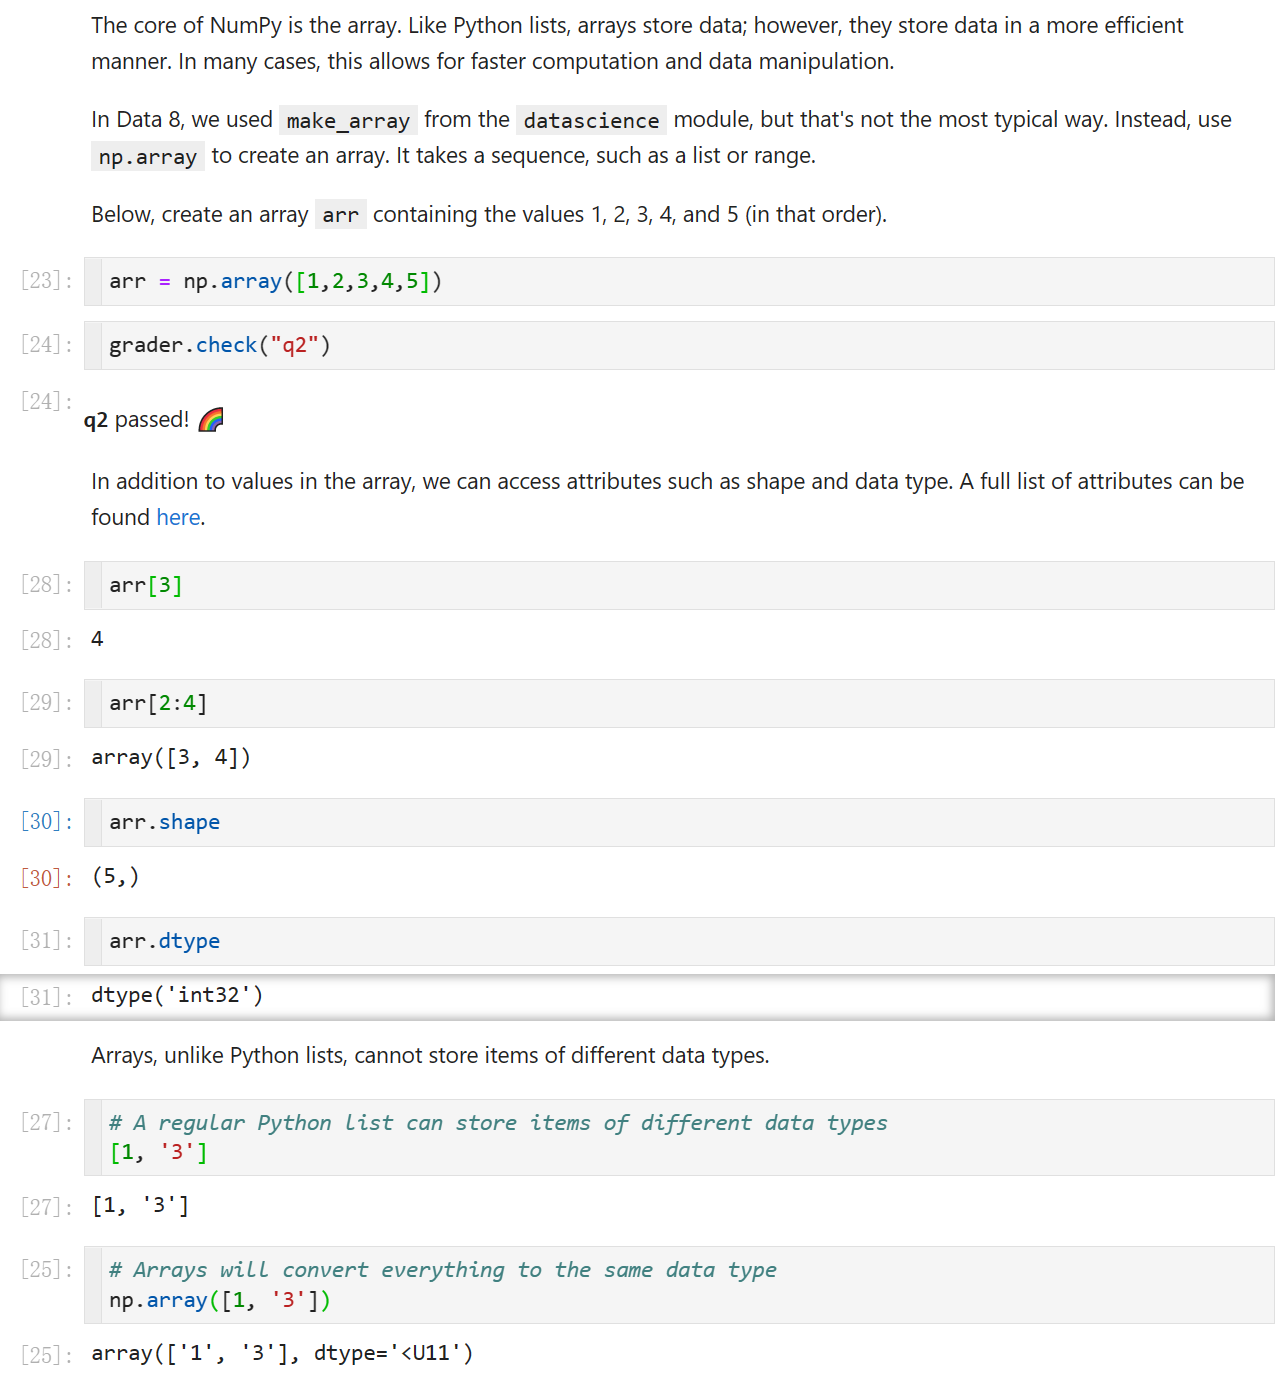 The core of NumPy is the array. Like Python lists, arrays store data; however, they store data in a more efficient
manner. In many cases, this allows for faster computation and data manipulation.
In Data 8, we used make_array from the datascience module, but that's not the most typical way. Instead, use
np.array to create an array. It takes a sequence, such as a list or range.
Below, create an array arr containing the values 1, 2, 3, 4, and 5 (in that order).
[23]: arr = np.array([1,2,3,4,5])
[24]: grader.check("q2")
[24]: q2 passed! 🌈
In addition to values in the array, we can access attributes such as shape and data type. A full list of attributes can be
found here.
[28]: arr[3]
[28]: 4
[29]: arr[2:4]
[29]: array([3, 4])
[30]: arr.shape
[30]: (5,)
[31]: arr.dtype
[31]: dtype('int32')
Arrays, unlike Python lists, cannot store items of different data types.
[27]: # A regular Python list can store items of different data types
[1, '3']
[27]: [1, '3']
[25]: # Arrays will convert everything to the same data type
np.array([1, '3'])
[25]: array(['1', '3'], dtype='<U11')